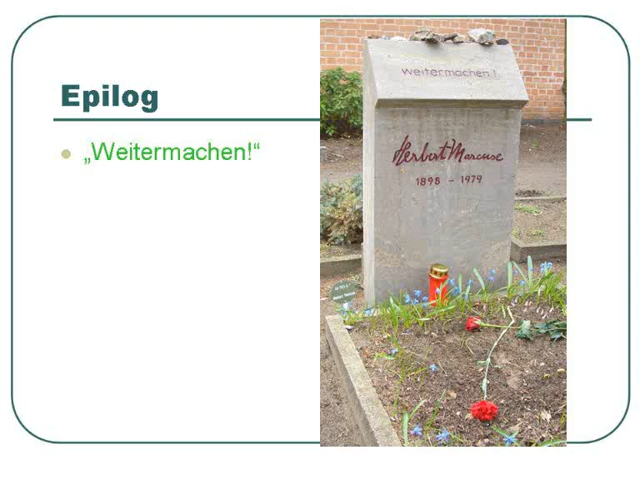 Epilog
„Weitermachen!“
weitermachen!
Herbert Marcuse
1898 - 1979